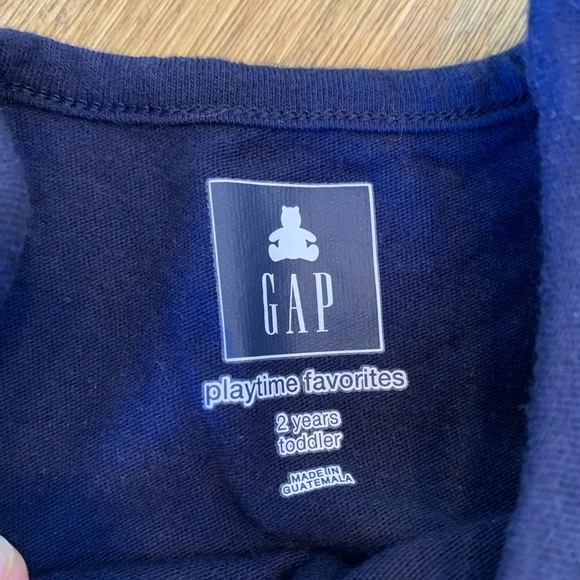 GAP
playtime favorites
2 years
toddler
MADE IN
GUATEMALA